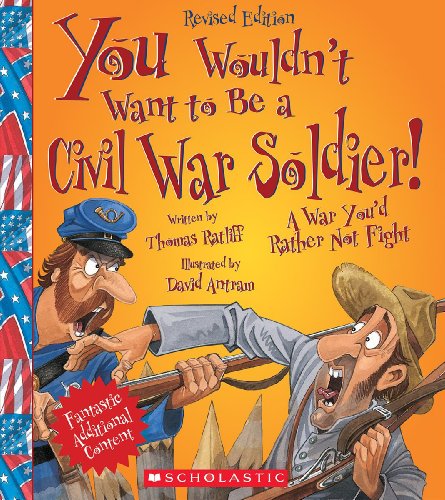 Revised Edition
You Wouldn't
Want to Be a
Civil War Soldier!
Written by
Thomas Ratliff
Illustrated by
David Antram
A War You'd
Rather Not Fight
Fantastic
Additional
Content
SCHOLASTIC